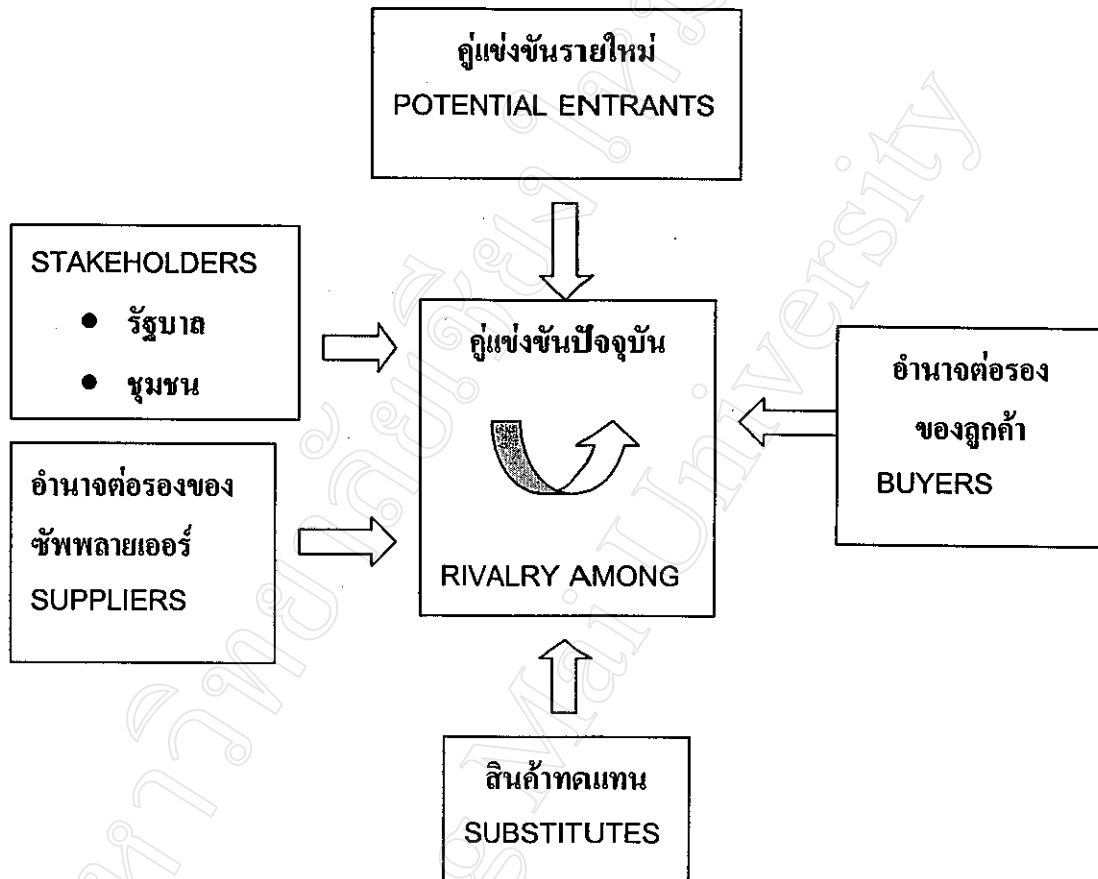 คู่แข่งขันรายใหม่
POTENTIAL ENTRANTS
STAKEHOLDERS
● รัฐบาล
● ชุมชน
คู่แข่งขันปัจจุบัน
RIVALRY AMONG
อำนาจต่อรอง
ของลูกค้า
BUYERS
อำนาจต่อรองของ
ซัพพลายเออร์
SUPPLIERS
สินค้าทดแทน
SUBSTITUTES
Mai University